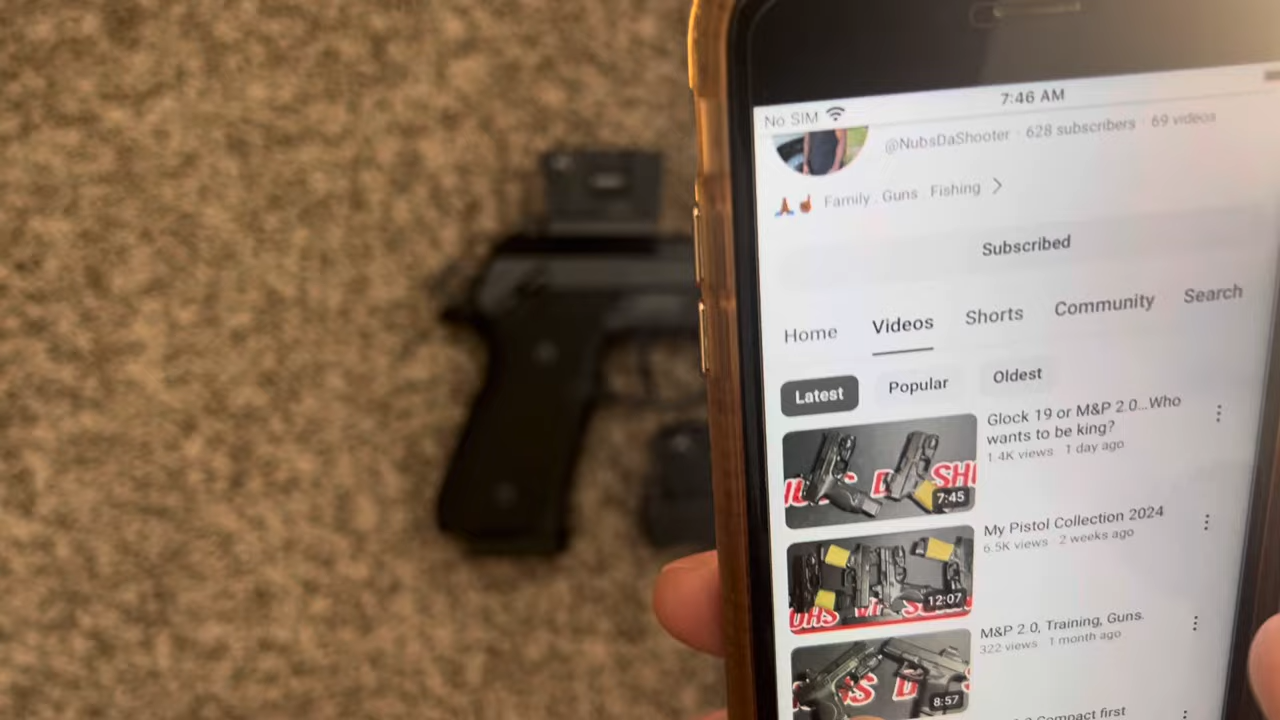 No SIM 7:46 AM
@NubsDaShooter · 628 subscribers · 69 videos
Family . Guns . Fishing
Subscribed
Home Videos Shorts Community Search
Latest Popular Oldest
Glock 19 or M&P 2.0...Who
wants to be king?
1.4K views · 1 day ago
7:45
My Pistol Collection 2024
6.5K views · 2 weeks ago
12:07
M&P 2.0, Training, Guns.
322 views · 1 month ago
8:57
Compact first